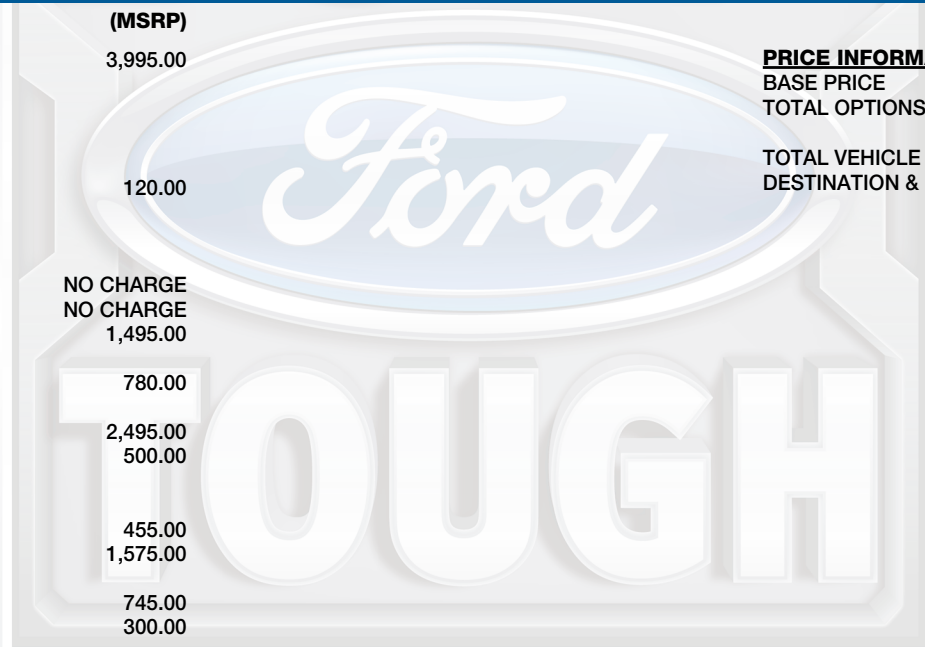 (MSRP)
3,995.00
120.00
NO CHARGE
NO CHARGE
1,495.00
780.00
2,495.00
500.00
455.00
1,575.00
745.00
300.00
PRICE INFORMA
BASE PRICE
TOTAL OPTIONS
TOTAL VEHICLE
DESTINATION &
Ford
TOUGH